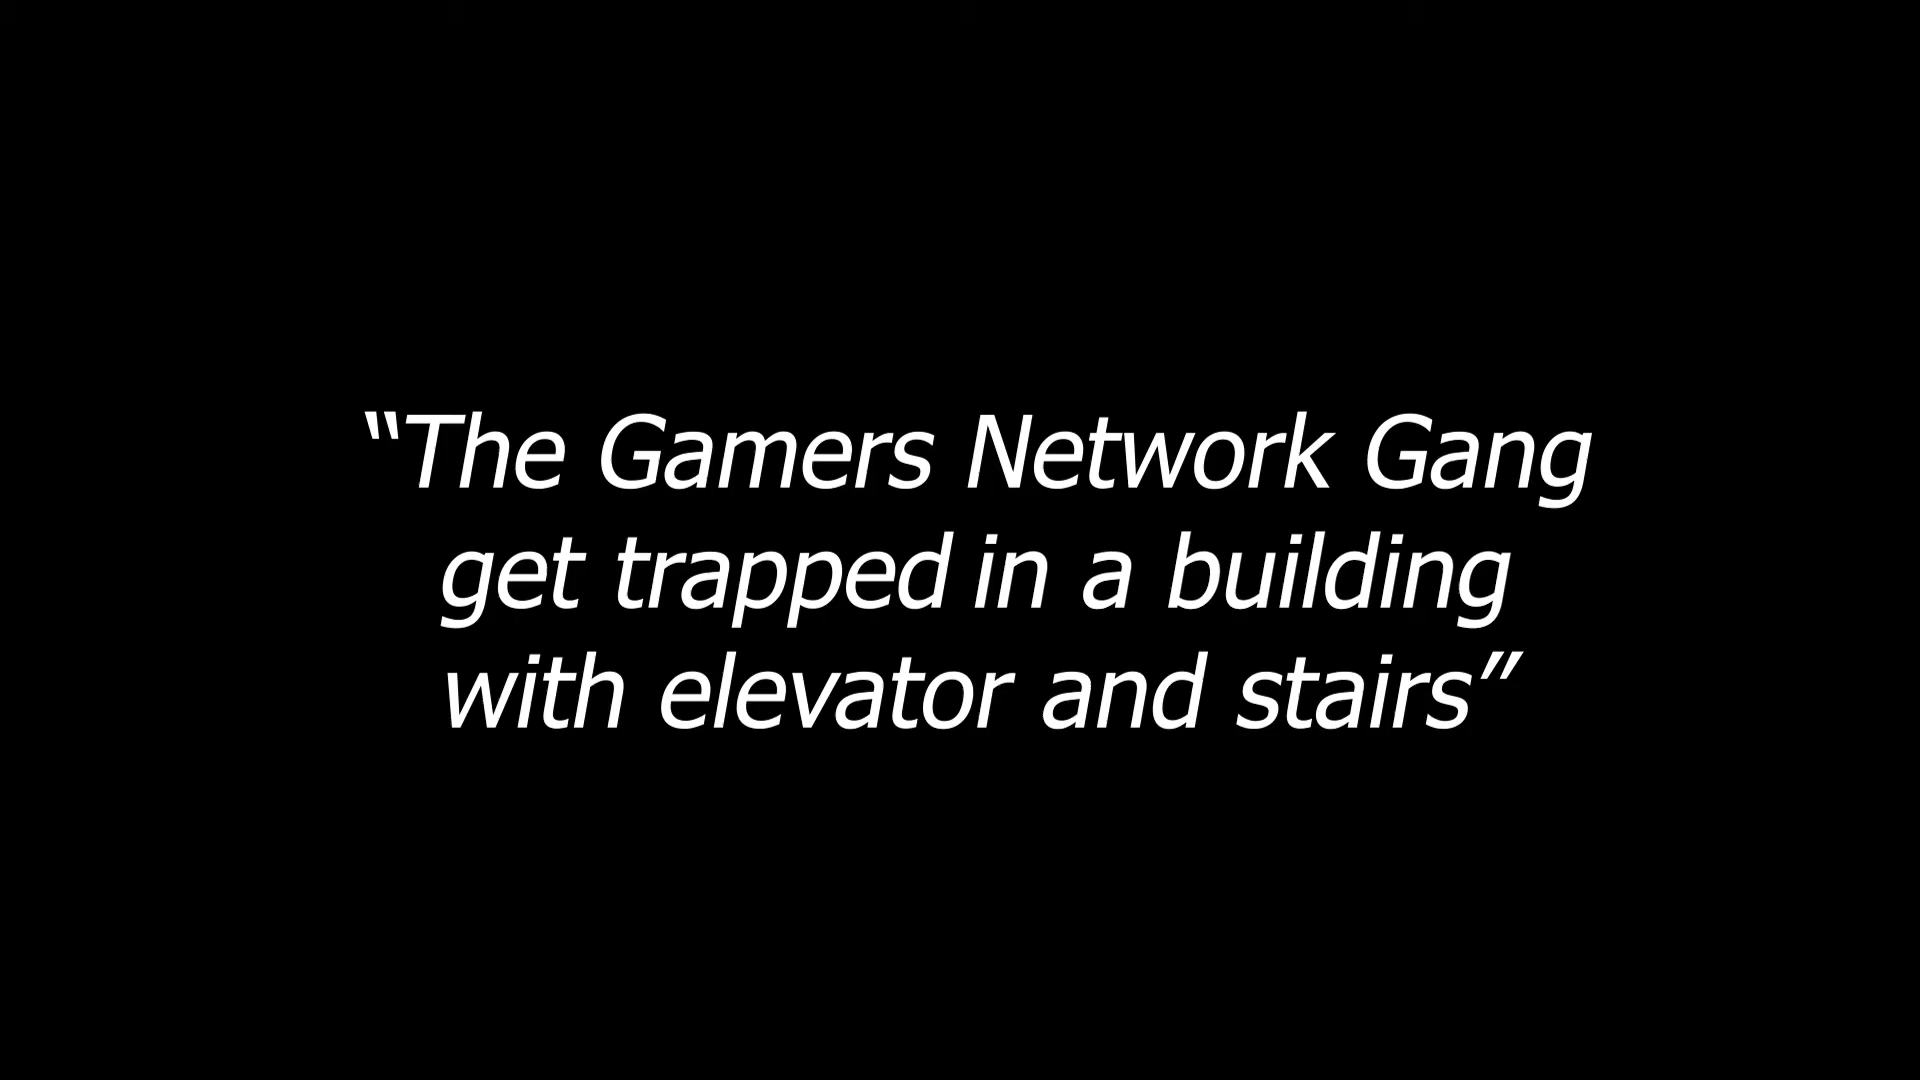 “The Gamers Network Gang
get trapped in a building
with elevator and stairs”